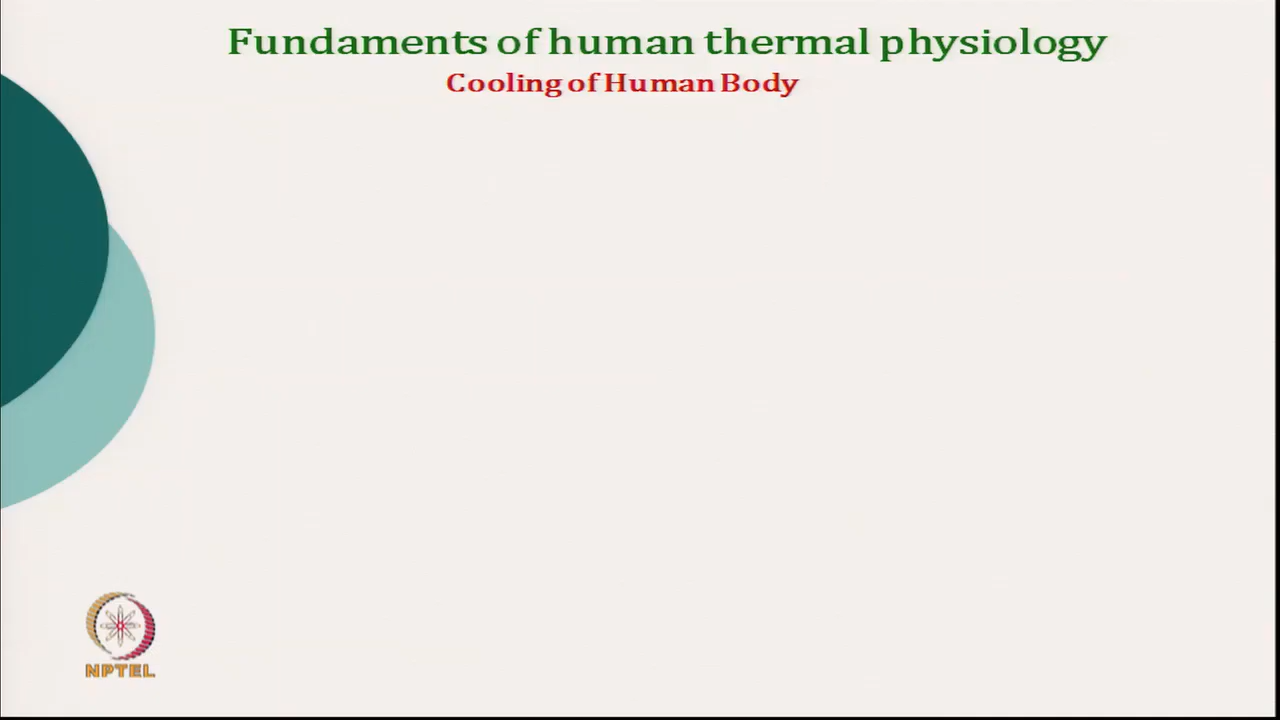 Fundaments of human thermal physiology
Cooling of Human Body
NPTEL